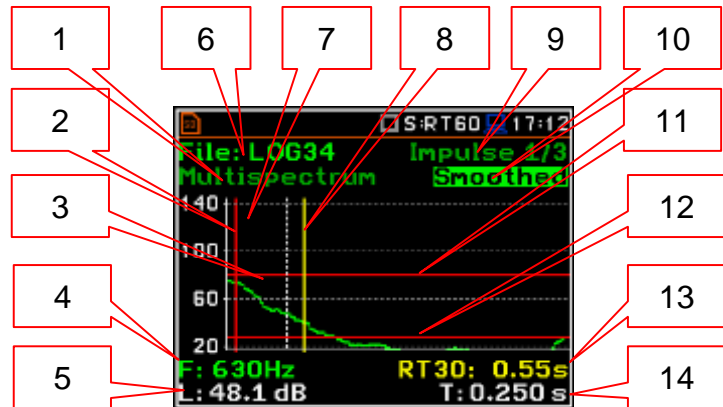 1 6 7 8 9 10
S:RT60 17:12
2 File: LOG34 Impulse 1/3 11
Multispectrum Smoothed
140
3 100 12
60
4 20 13
F: 630Hz RT30: 0.55s
5 L: 48.1 dB T: 0.250 s 14